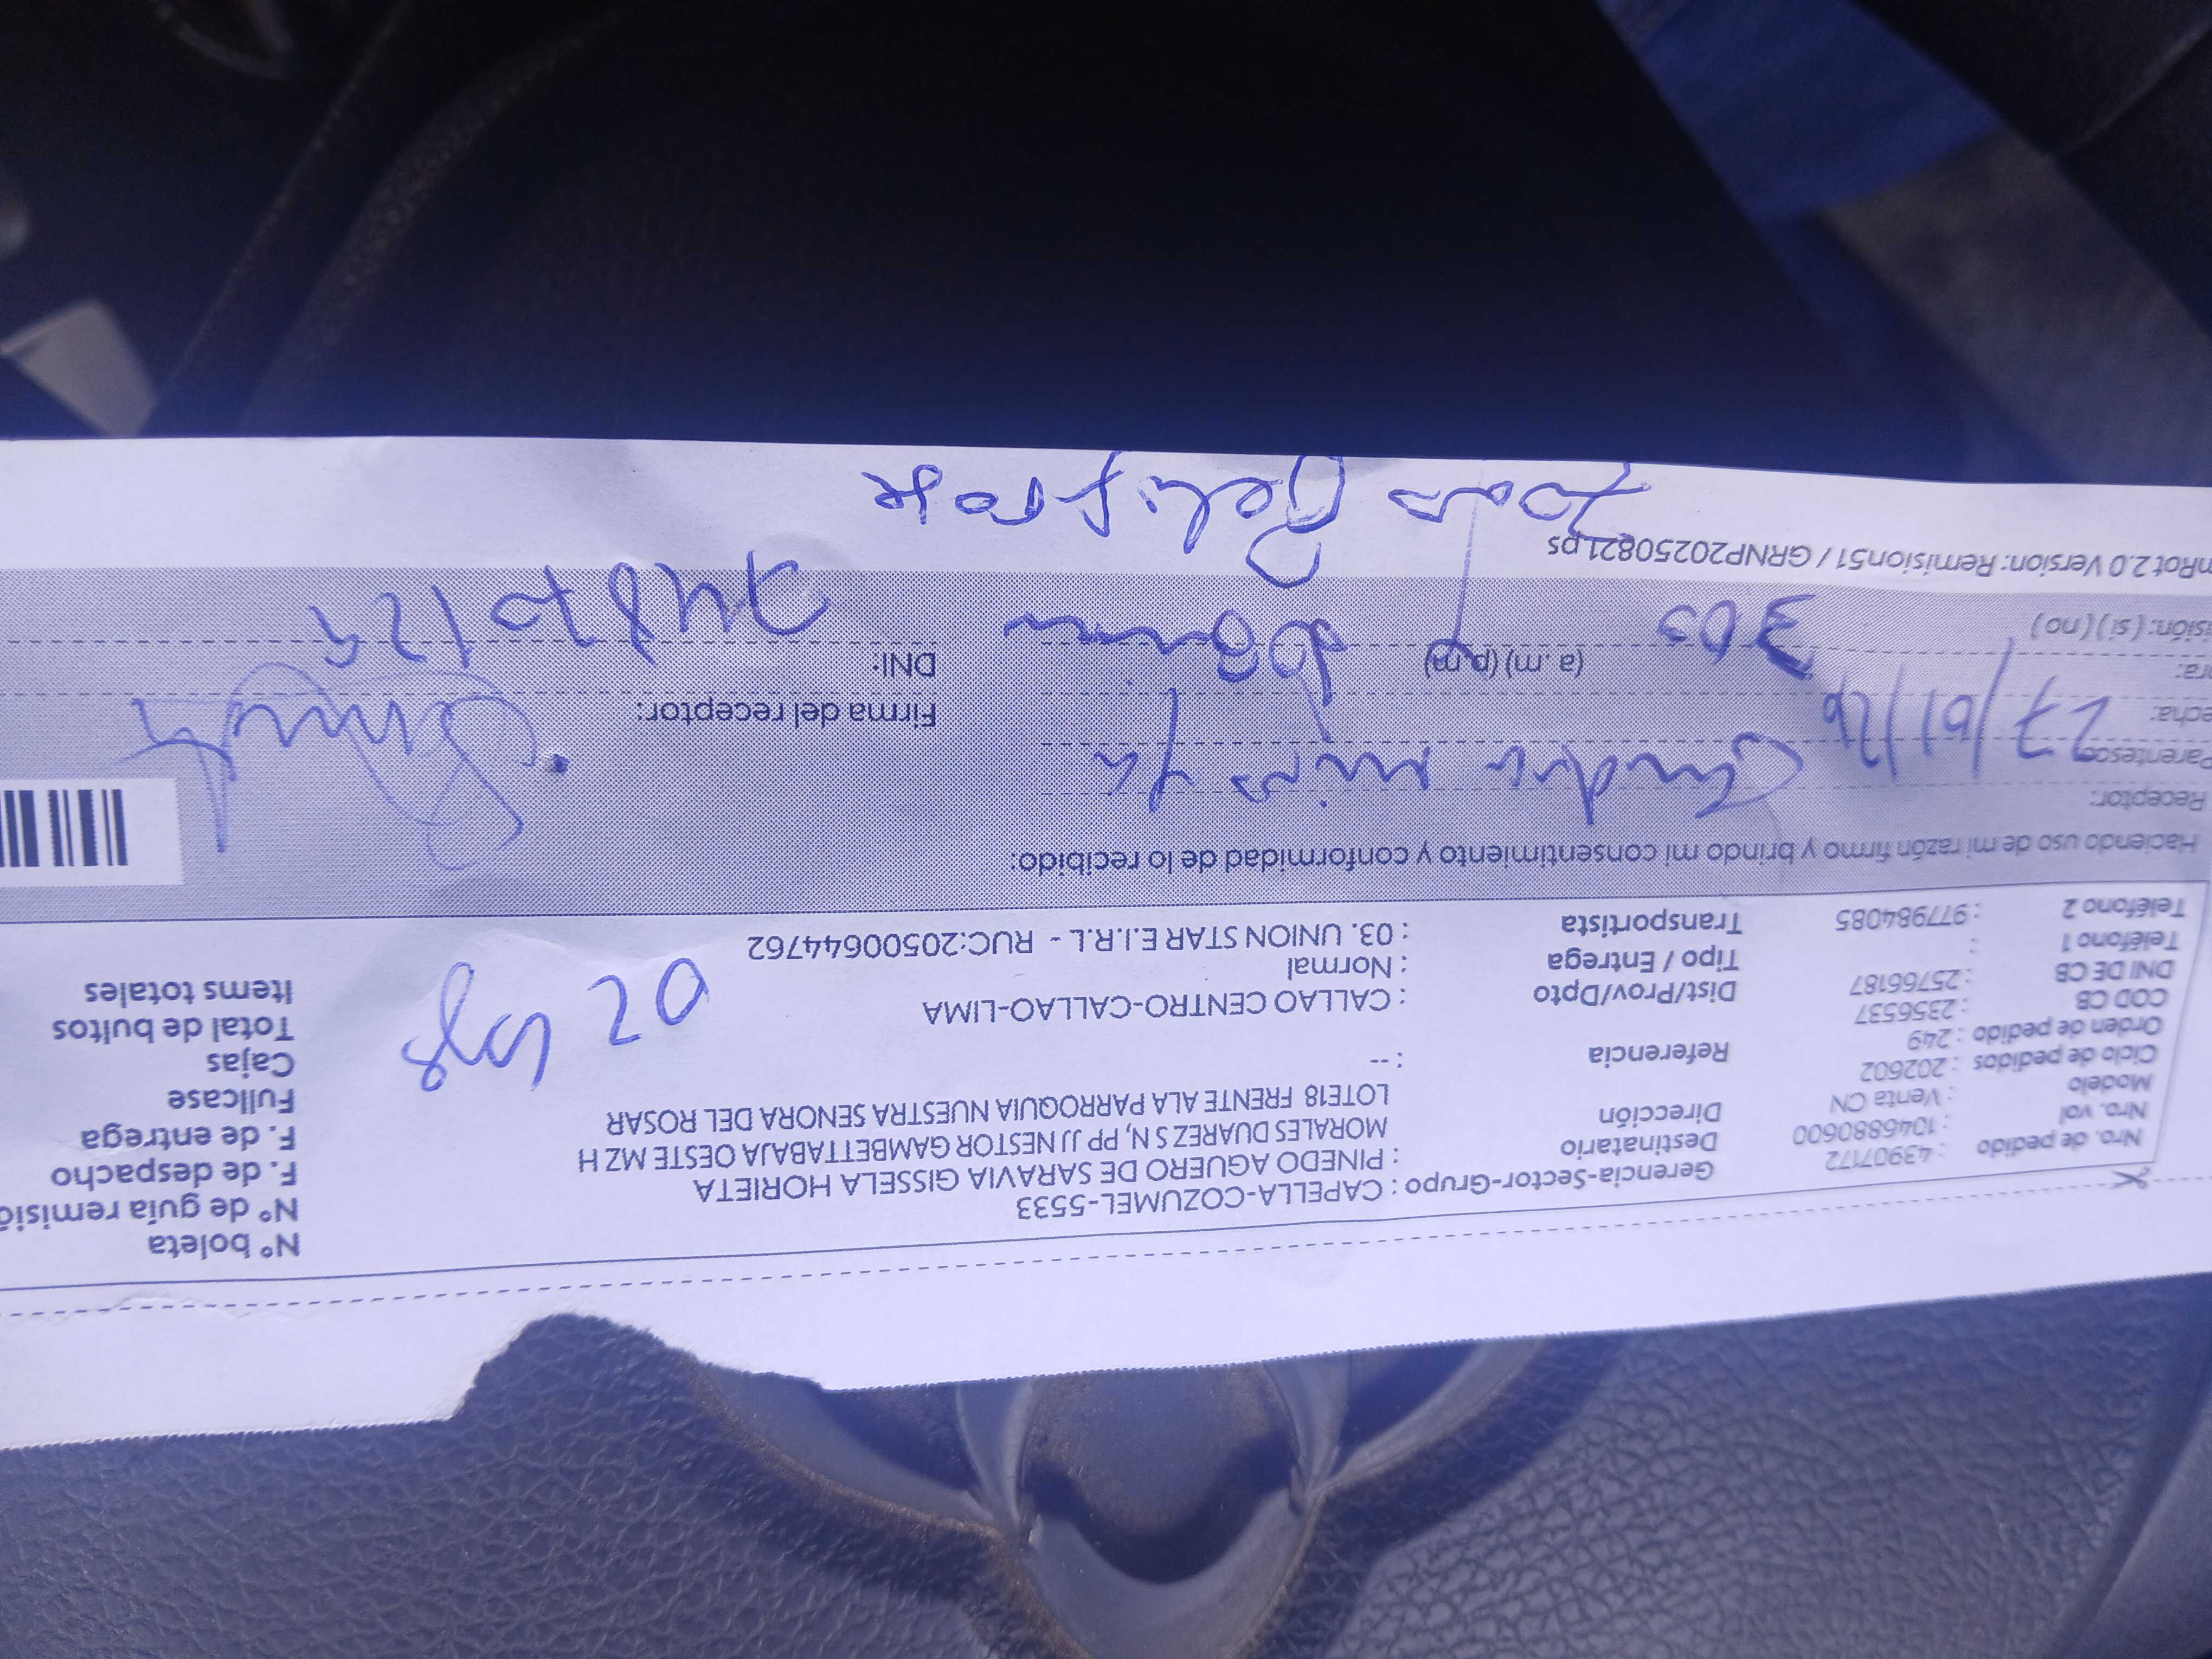 Gerencia-Sector-Grupo : CAPELLA-COZUMEL-5533
Nro. de pedido : 43907172
Nro. vol : 1046880600
Modelo : Venta CN
Ciclo de pedidos : 202602
Orden de pedido : 249
COD CB : 2356537
DNI DE CB : 25766187
Teléfono 1 :
Teléfono 2 : 977984085
Destinatario : PINEDO AGUERO DE SARAVIA GISSELA HORIETA
Dirección MORALES DUAREZ S N, PP JJ NESTOR GAMBETTABAJA OESTE MZ H
LOTE18 FRENTE ALA PARROQUIA NUESTRA SENORA DEL ROSAR
Referencia : --
Dist/Prov/Dpto : CALLAO CENTRO-CALLAO-LIMA
Tipo / Entrega : Normal
Transportista : 03. UNION STAR E.I.R.L - RUC:20500644762
N° boleta
N° de guía remisió
F. de despacho
F. de entrega
Fullcase
Cajas
Total de bultos
Items totales
02
Haciendo uso de mi razón firmo y brindo mi consentimiento y conformidad de lo recibido:
Receptor:
Parentesco
echa: 27/01/26
ora: 303 (a. m) (p.m)
isión: ( si ) ( no )
Firma del receptor:
DNI:
nRot 2.0 Version: Remision51 / GRNP20250821.ps
Zona Peligrosa